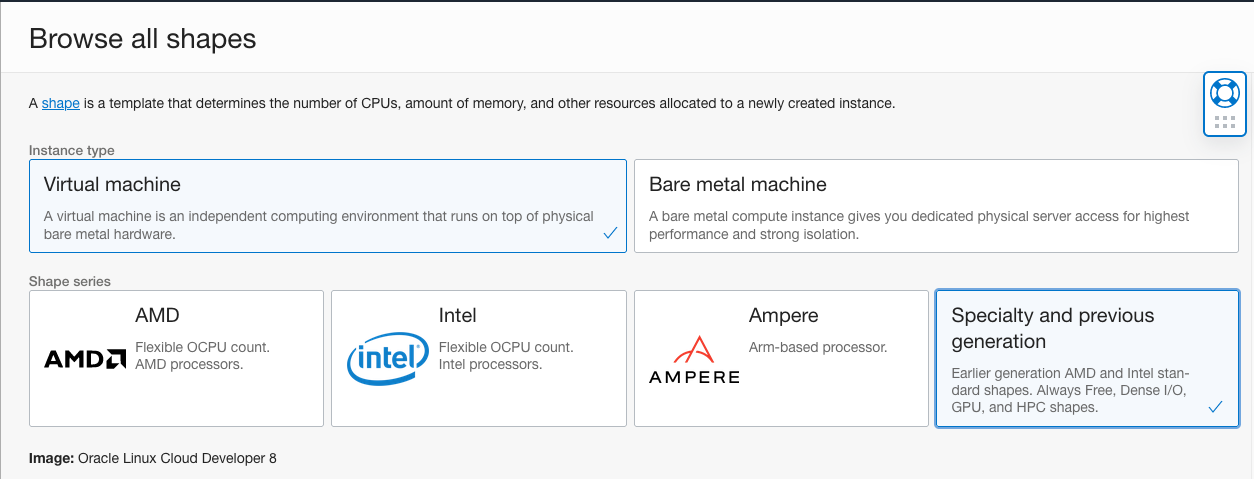 Browse all shapes
A shape is a template that determines the number of CPUs, amount of memory, and other resources allocated to a newly created instance.
Instance type
Virtual machine
A virtual machine is an independent computing environment that runs on top of physical
bare metal hardware.
Bare metal machine
A bare metal compute instance gives you dedicated physical server access for highest
performance and strong isolation.
Shape series
AMD
AMD
Flexible OCPU count.
AMD processors.
Intel
intel
Flexible OCPU count.
Intel processors.
Ampere
AMPERE
Arm-based processor.
Specialty and previous
generation
Earlier generation AMD and Intel stan-
dard shapes. Always Free, Dense I/O,
GPU, and HPC shapes.
Image: Oracle Linux Cloud Developer 8